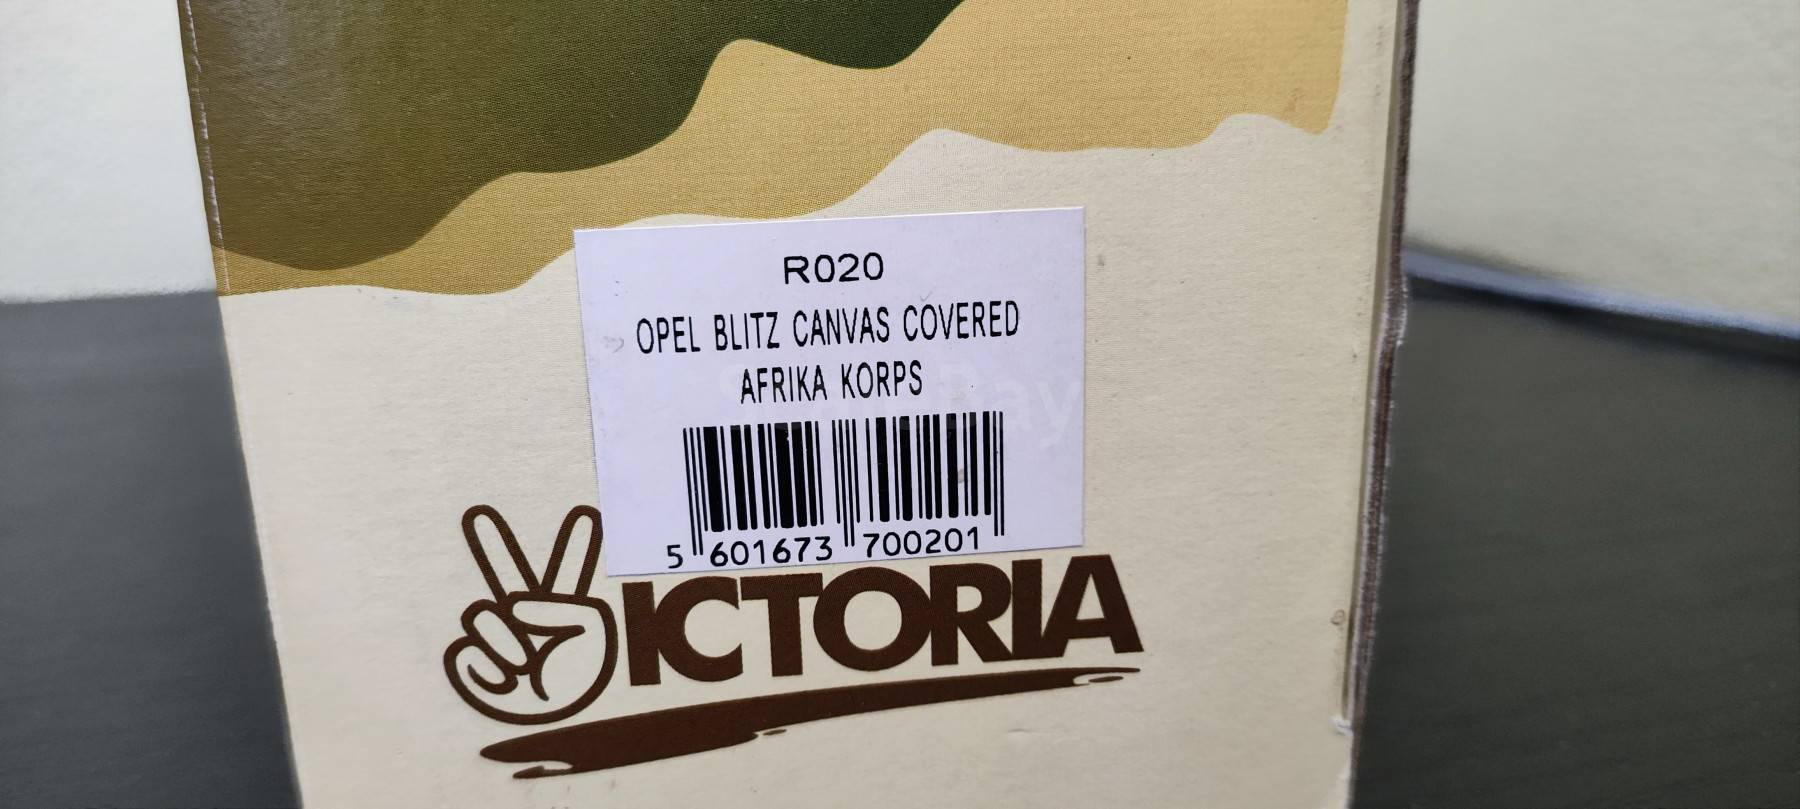 R020
OPEL BLITZ CANVAS COVERED
AFRIKA KORPS
5 601673 700201
VICTORIA